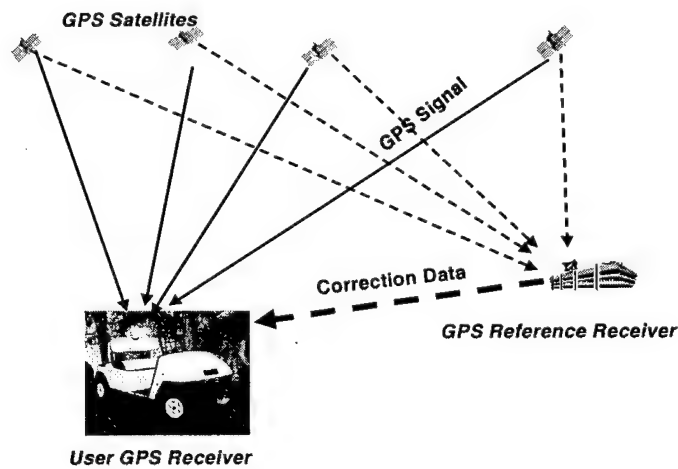 GPS Satellites
GPS Signal
Correction Data
GPS Reference Receiver
User GPS Receiver